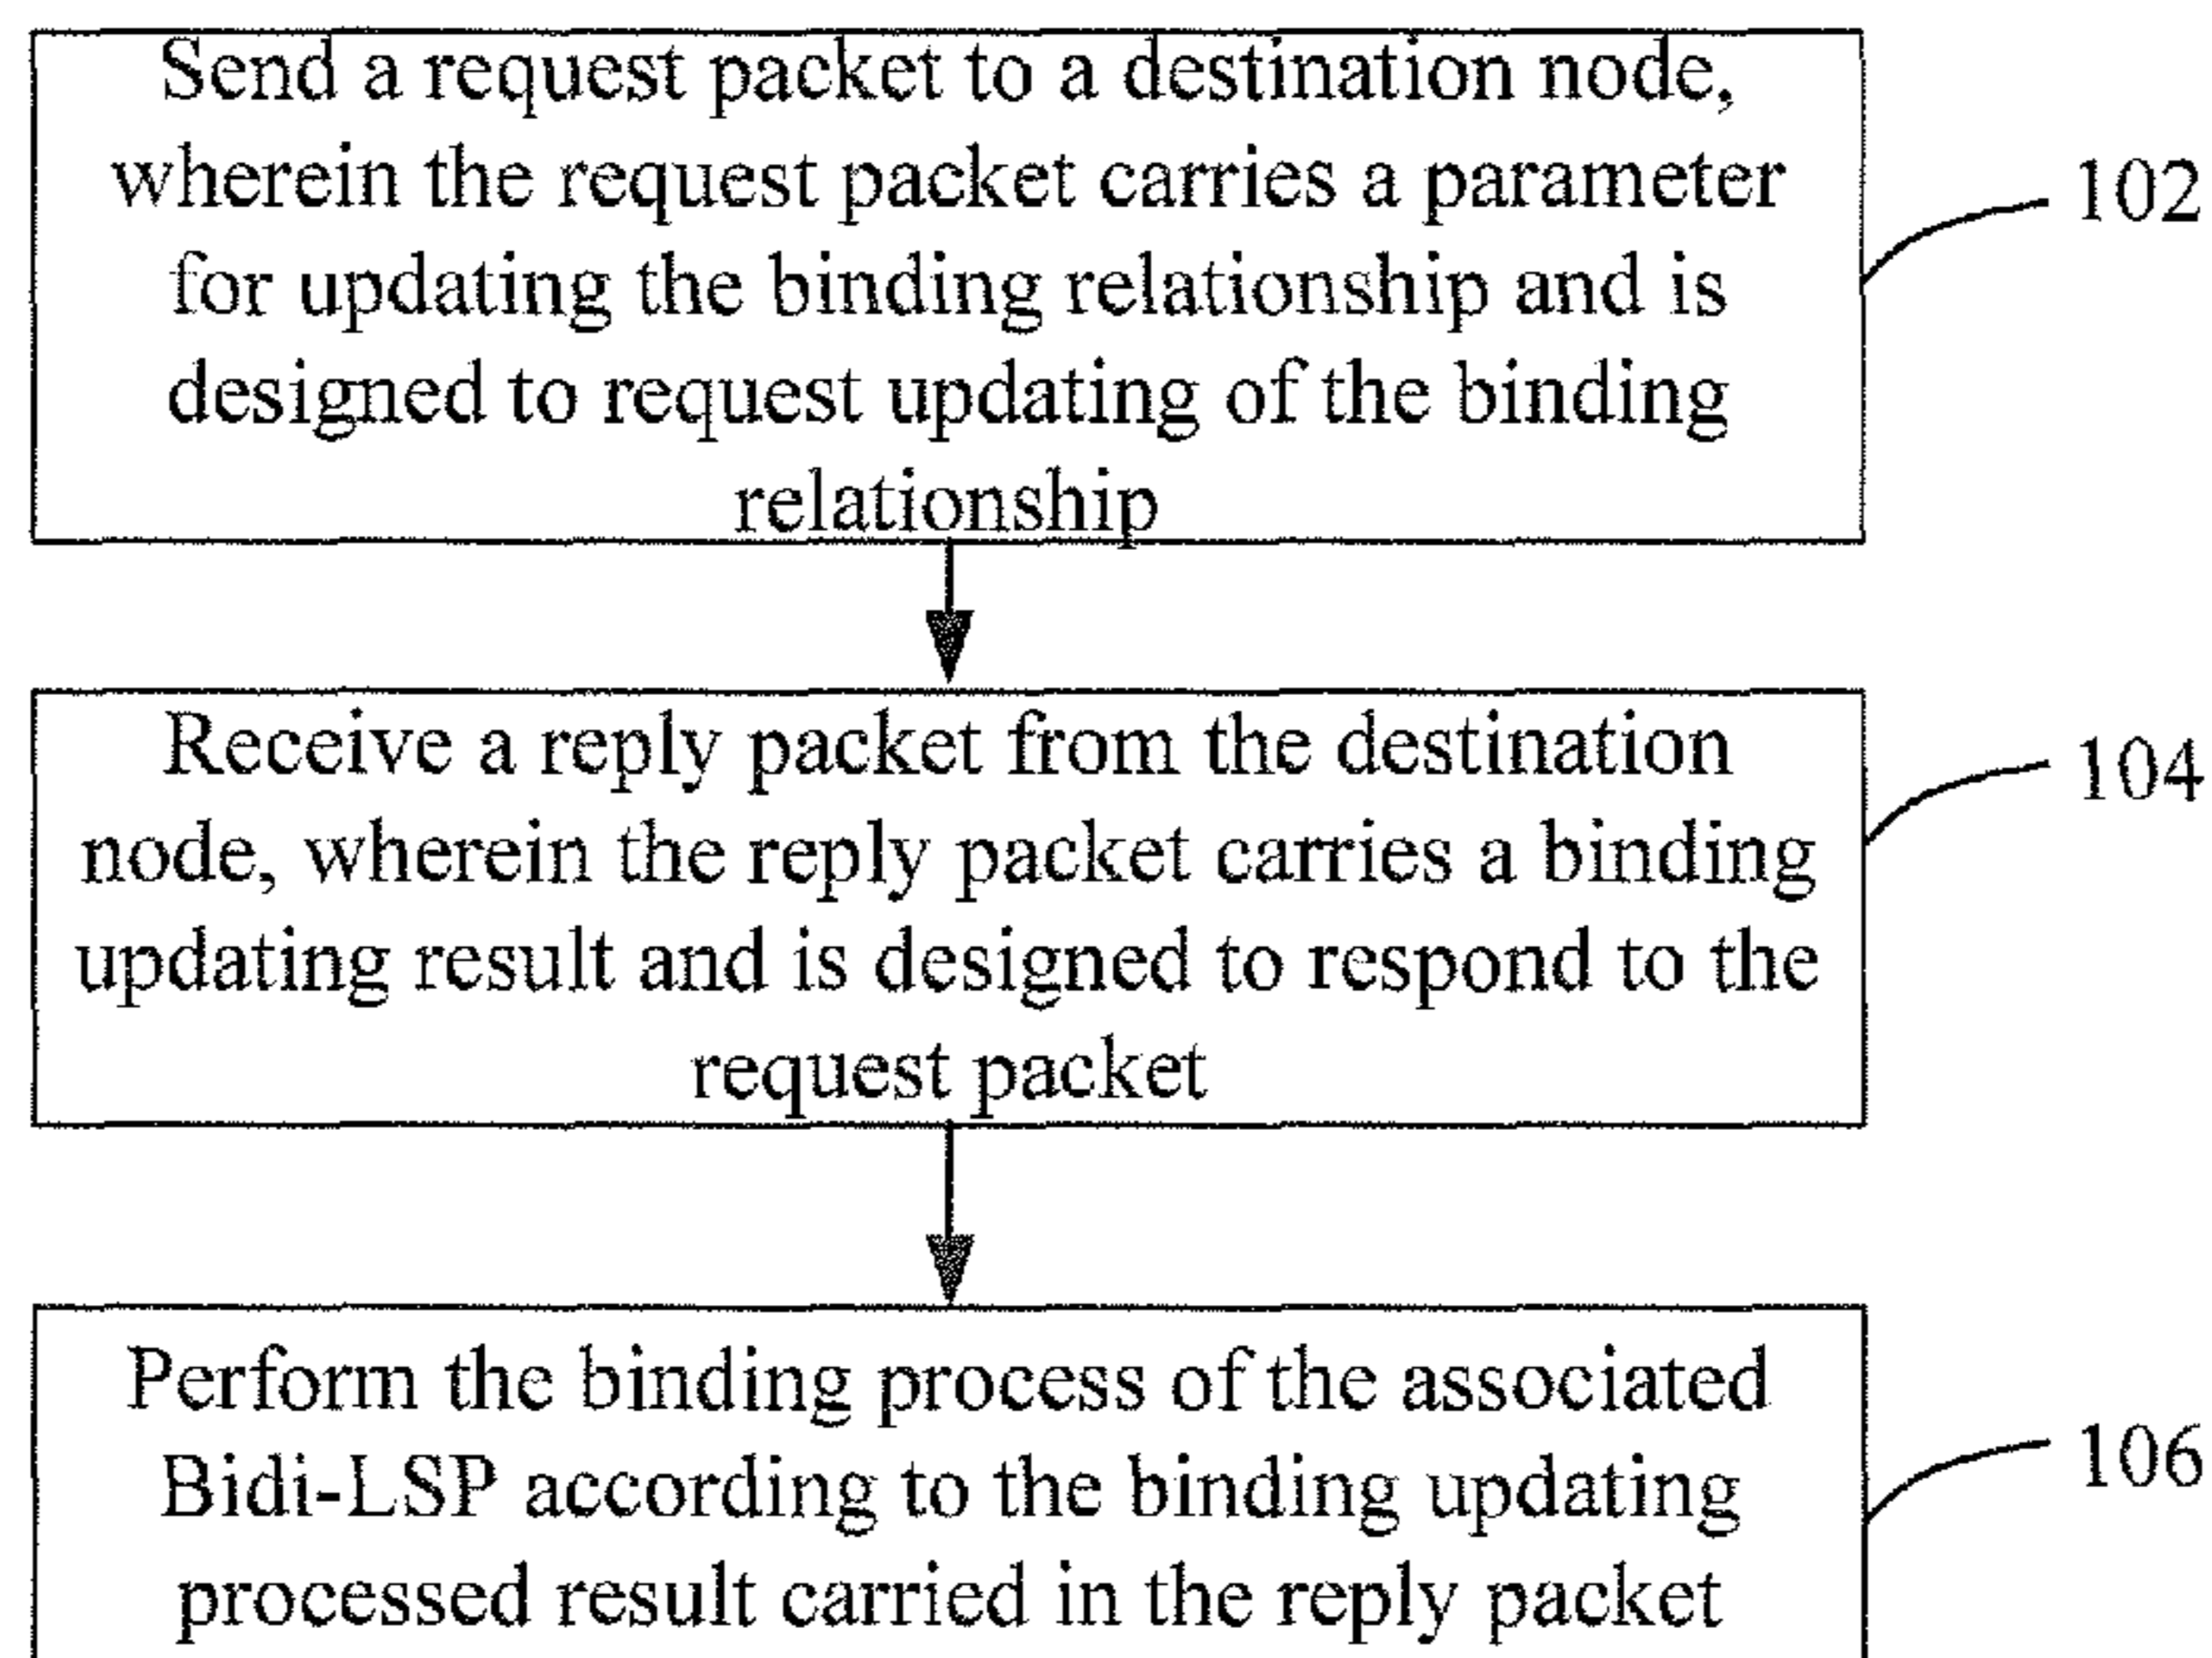 Send a request packet to a destination node,
wherein the request packet carries a parameter
for updating the binding relationship and is
designed to request updating of the binding
relationship
102
Receive a reply packet from the destination
node, wherein the reply packet carries a binding
updating result and is designed to respond to the
request packet
104
Perform the binding process of the associated
Bidi-LSP according to the binding updating
processed result carried in the reply packet
106